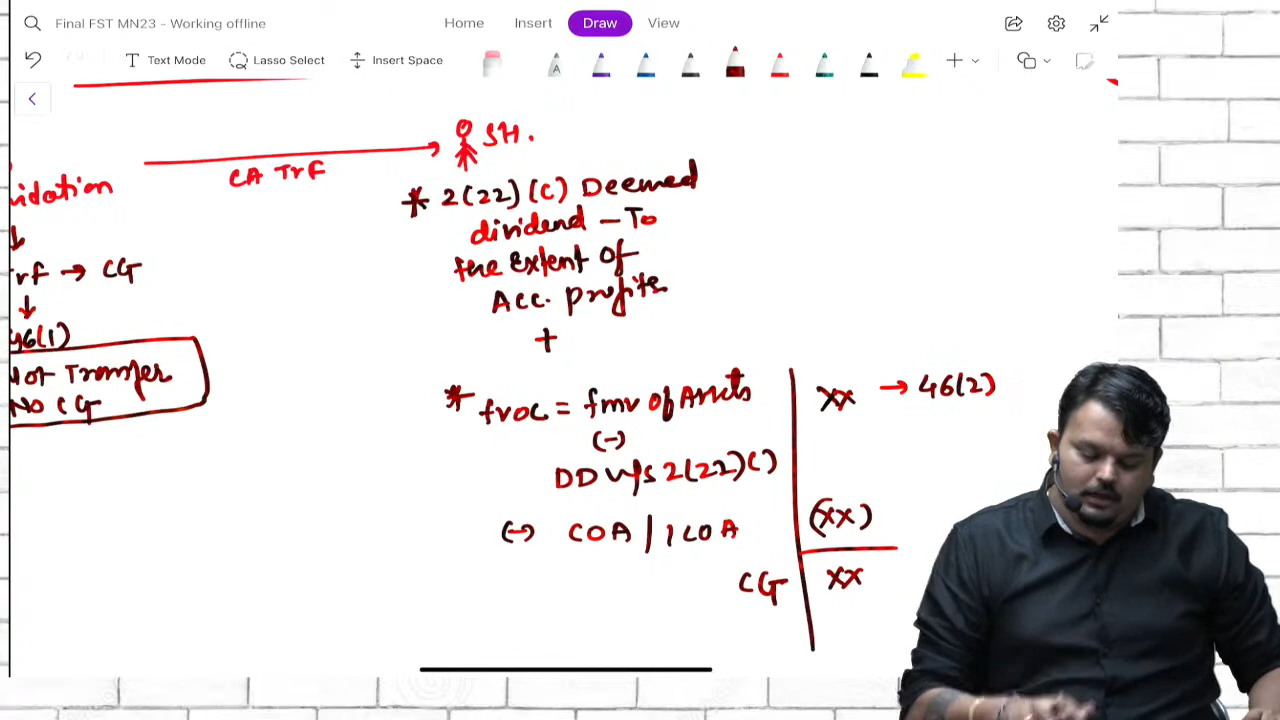 Final FST MN23 - Working offline
Home Insert Draw View
Text Mode Lasso Select Insert Space
SH.
CA Trf
idation
rf → CG
46(1)
Not Transfer
No CG
* 2(22)(C) Deemed
dividend - To
the Extent of
Acc. profits
+
* fvoc = fmv of Assets xx → 46(2)
(-)
DD u/s 2(22)( )
(-) COA / ICOA (xx)
CG xx